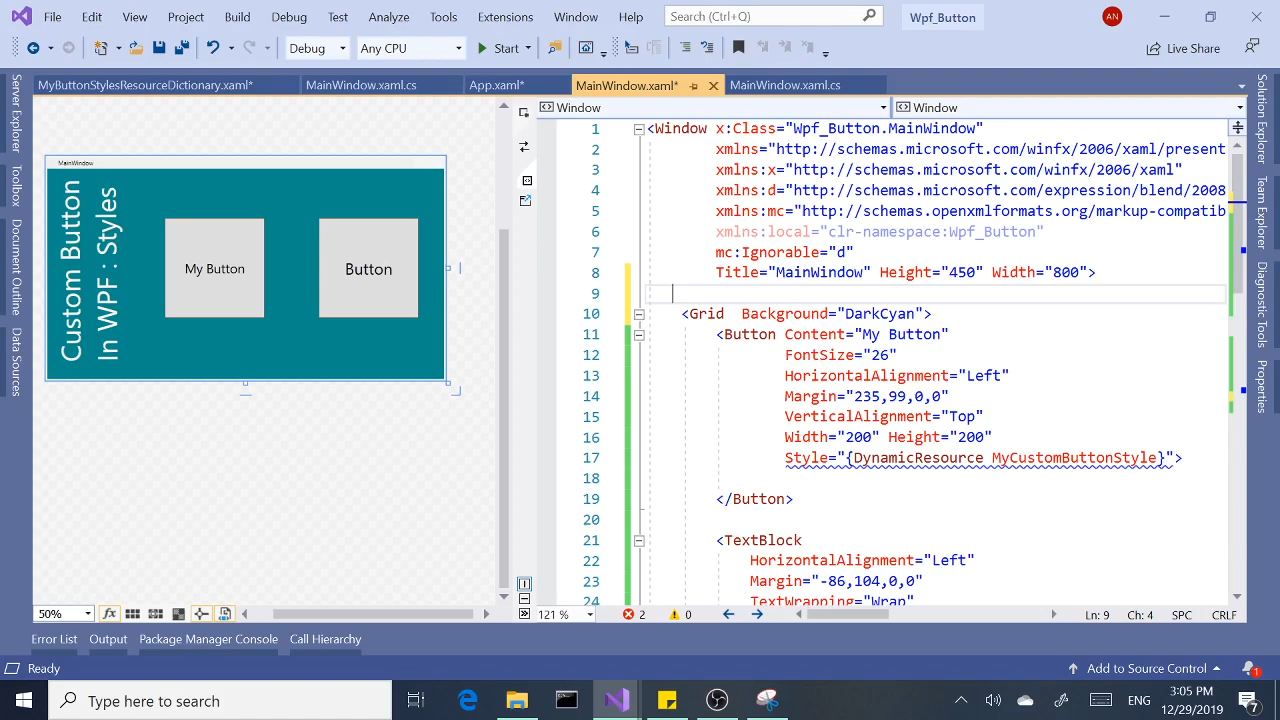 File Edit View Project Build Debug Test Analyze Tools Extensions Window Help Search (Ctrl+Q) Wpf_Button AN
Debug Any CPU Start Live Share
MyButtonStylesResourceDictionary.xaml* MainWindow.xaml.cs App.xaml* MainWindow.xaml* MainWindow.xaml.cs
Window Window
Server Explorer
Toolbox
Document Outline
Data Sources
MainWindow
Custom Button
In WPF : Styles
My Button
Button
1 <Window x:Class="Wpf_Button.MainWindow"
2 xmlns="http://schemas.microsoft.com/winfx/2006/xaml/present
3 xmlns:x="http://schemas.microsoft.com/winfx/2006/xaml"
4 xmlns:d="http://schemas.microsoft.com/expression/blend/2008
5 xmlns:mc="http://schemas.openxmlformats.org/markup-compatib
6 xmlns:local="clr-namespace:Wpf_Button"
7 mc:Ignorable="d"
8 Title="MainWindow" Height="450" Width="800">
9
10 <Grid  Background="DarkCyan">
11 <Button Content="My Button"
12 FontSize="26"
13 HorizontalAlignment="Left"
14 Margin="235,99,0,0"
15 VerticalAlignment="Top"
16 Width="200" Height="200"
17 Style="{DynamicResource MyCustomButtonStyle}">
18
19 </Button>
20
21 <TextBlock
22 HorizontalAlignment="Left"
23 Margin="-86,104,0,0"
24 TextWrapping="Wrap"
Solution Explorer
Team Explorer
Diagnostic Tools
Properties
50% fx 121 % 2 0 Ln: 9 Ch: 4 SPC CRLF
Error List Output Package Manager Console Call Hierarchy
Ready Add to Source Control 1
Type here to search ENG 3:05 PM
12/29/2019 7